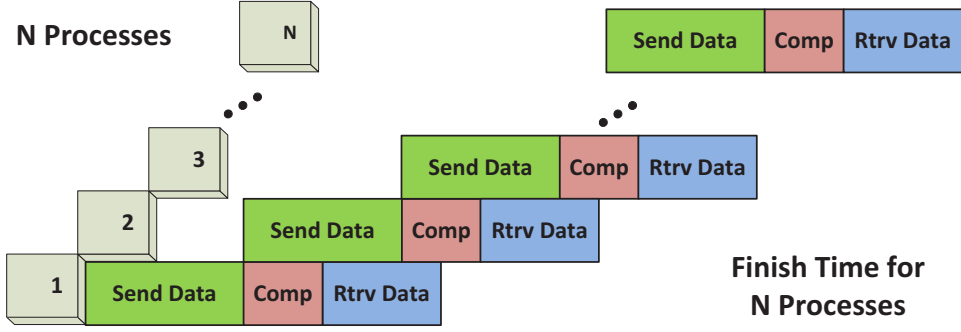 N Processes
N
Send Data Comp Rtrv Data
3
Send Data Comp Rtrv Data
2
Send Data Comp Rtrv Data
1
Send Data Comp Rtrv Data
Finish Time for
N Processes